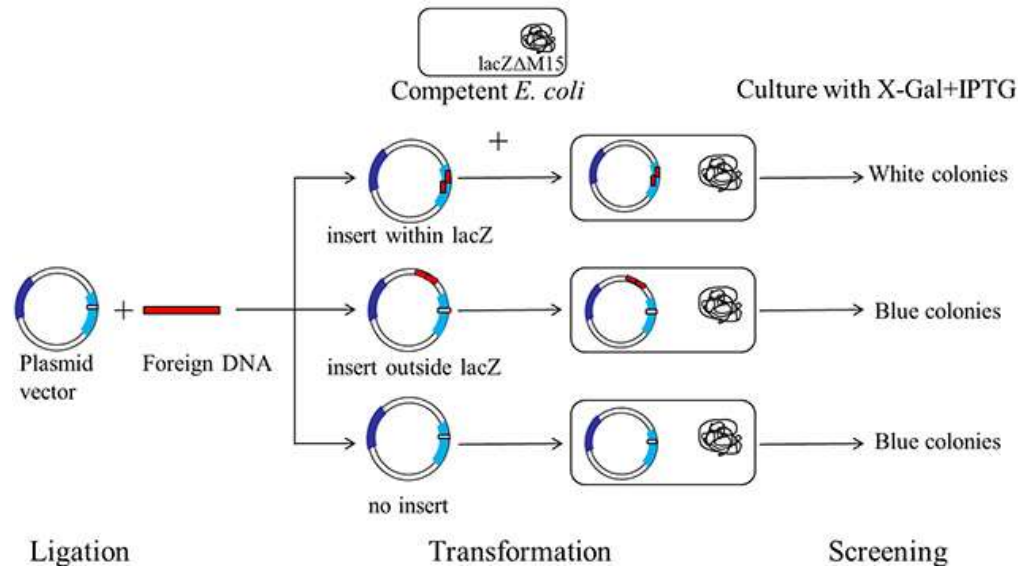 lacZΔM15
Competent E. coli
Culture with X-Gal+IPTG
+
White colonies
insert within lacZ
+
Plasmid
vector
Foreign DNA
insert outside lacZ
Blue colonies
no insert
Blue colonies
Ligation
Transformation
Screening